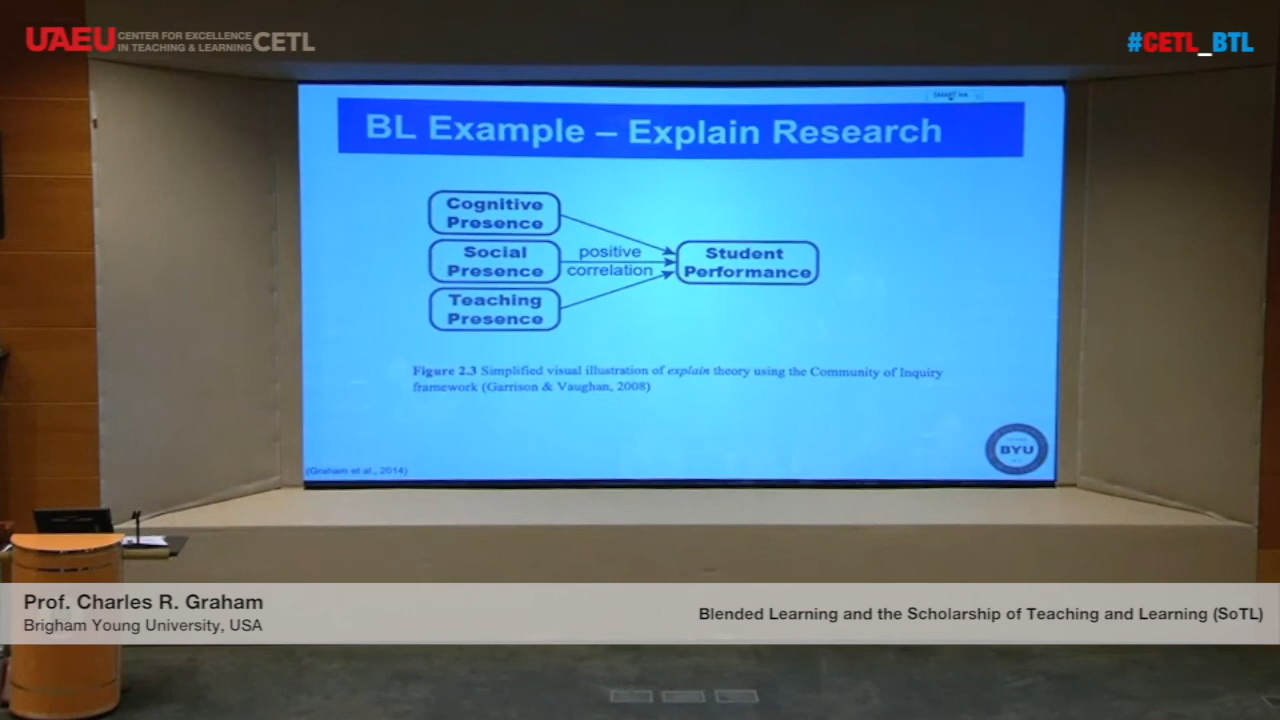 UAEU CENTER FOR EXCELLENCE
IN TEACHING & LEARNING CETL
#CETL_BTL
BL Example – Explain Research
Cognitive
Presence
Social
Presence
Teaching
Presence
positive
correlation
Student
Performance
Figure 2.3 Simplified visual illustration of explain theory using the Community of Inquiry
framework (Garrison & Vaughan, 2008)
(Graham et al., 2014)
BYU
Prof. Charles R. Graham
Brigham Young University, USA
Blended Learning and the Scholarship of Teaching and Learning (SoTL)